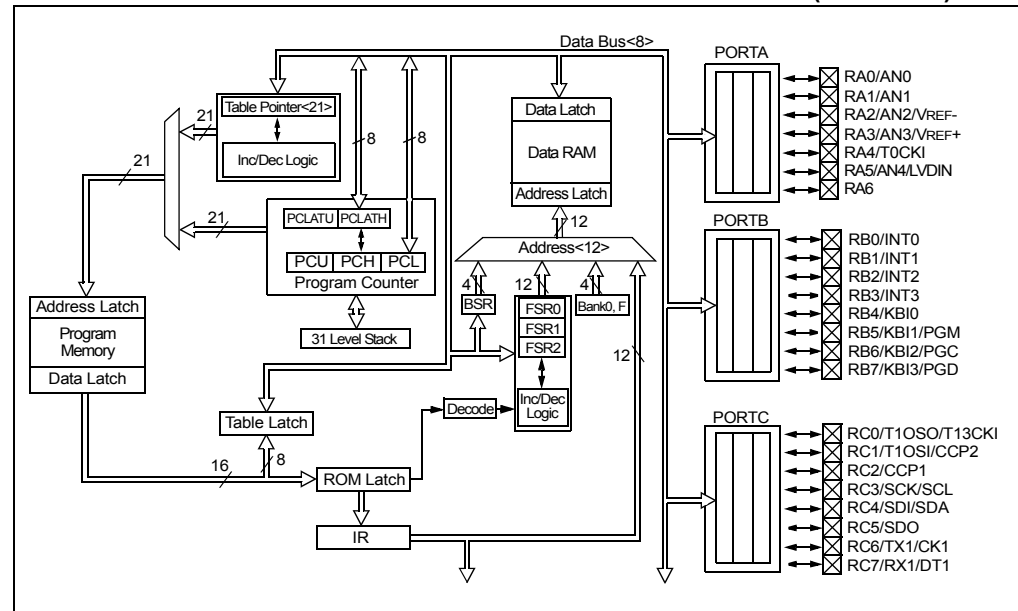 Data Bus<8>
PORTA
RA0/AN0
RA1/AN1
RA2/AN2/VREF-
RA3/AN3/VREF+
RA4/T0CKI
RA5/AN4/LVDIN
RA6
21
Table Pointer<21>
Inc/Dec Logic
8
8
Data Latch
Data RAM
Address Latch
21
21
PCLATU
PCLATH
PCU
PCH
PCL
Program Counter
31 Level Stack
12
Address<12>
4
12
4
BSR
FSR0
FSR1
FSR2
Bank0, F
Inc/Dec
Logic
12
PORTB
RB0/INT0
RB1/INT1
RB2/INT2
RB3/INT3
RB4/KBI0
RB5/KBI1/PGM
RB6/KBI2/PGC
RB7/KBI3/PGD
Address Latch
Program
Memory
Data Latch
Table Latch
Decode
16
8
ROM Latch
IR
PORTC
RC0/T1OSO/T13CKI
RC1/T1OSI/CCP2
RC2/CCP1
RC3/SCK/SCL
RC4/SDI/SDA
RC5/SDO
RC6/TX1/CK1
RC7/RX1/DT1